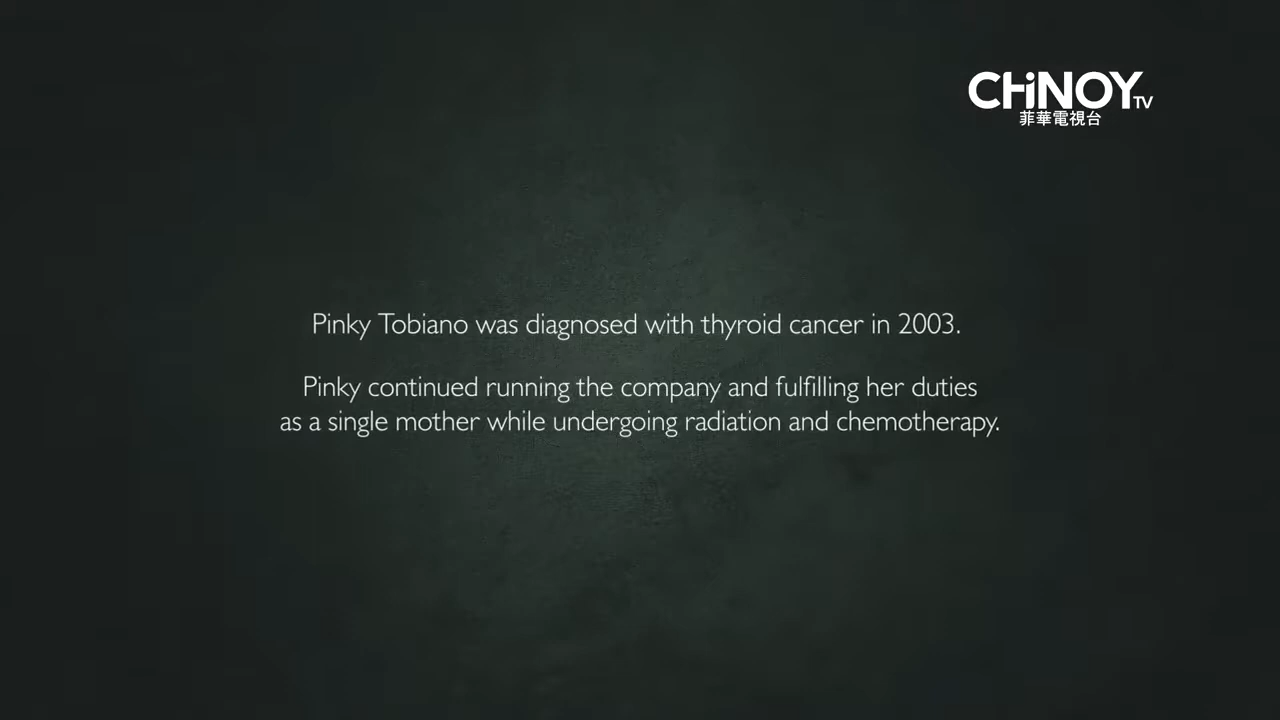 CHiNOY TV
菲華電視台
Pinky Tobiano was diagnosed with thyroid cancer in 2003.
Pinky continued running the company and fulfilling her duties
as a single mother while undergoing radiation and chemotherapy.